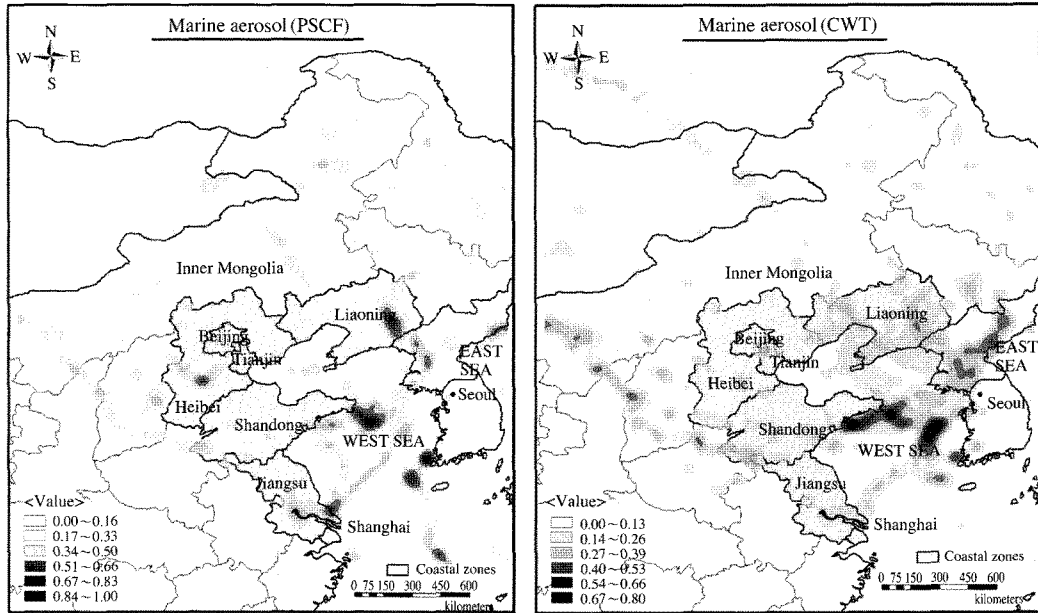 Marine aerosol (PSCF)
N
W E
S
Inner Mongolia
Liaoning
Beijing
Tianjin
EAST
SEA
Heibei
Seoul
Shandong
WEST SEA
Jiangsu
Shanghai
<Value>
0.00~0.16
0.17~0.33
0.34~0.50
0.51~0.66
0.67~0.83
0.84~1.00
Coastal zones
0 75 150 300 450 600
kilometers
Marine aerosol (CWT)
N
W E
S
Inner Mongolia
Liaoning
Beijing
Tianjin
EAST
SEA
Heibei
Seoul
Shandong
WEST SEA
Jiangsu
Shanghai
<Value>
0.00~0.13
0.14~0.26
0.27~0.39
0.40~0.53
0.54~0.66
0.67~0.80
Coastal zones
0 75 150 300 450 600
kilometers